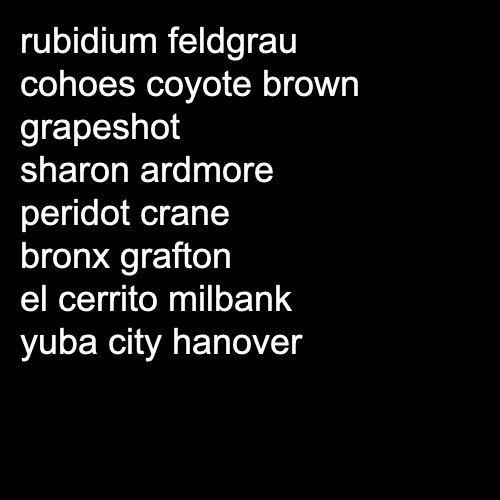 rubidium feldgrau
cohoes coyote brown
grapeshot
sharon ardmore
peridot crane
bronx grafton
el cerrito milbank
yuba city hanover